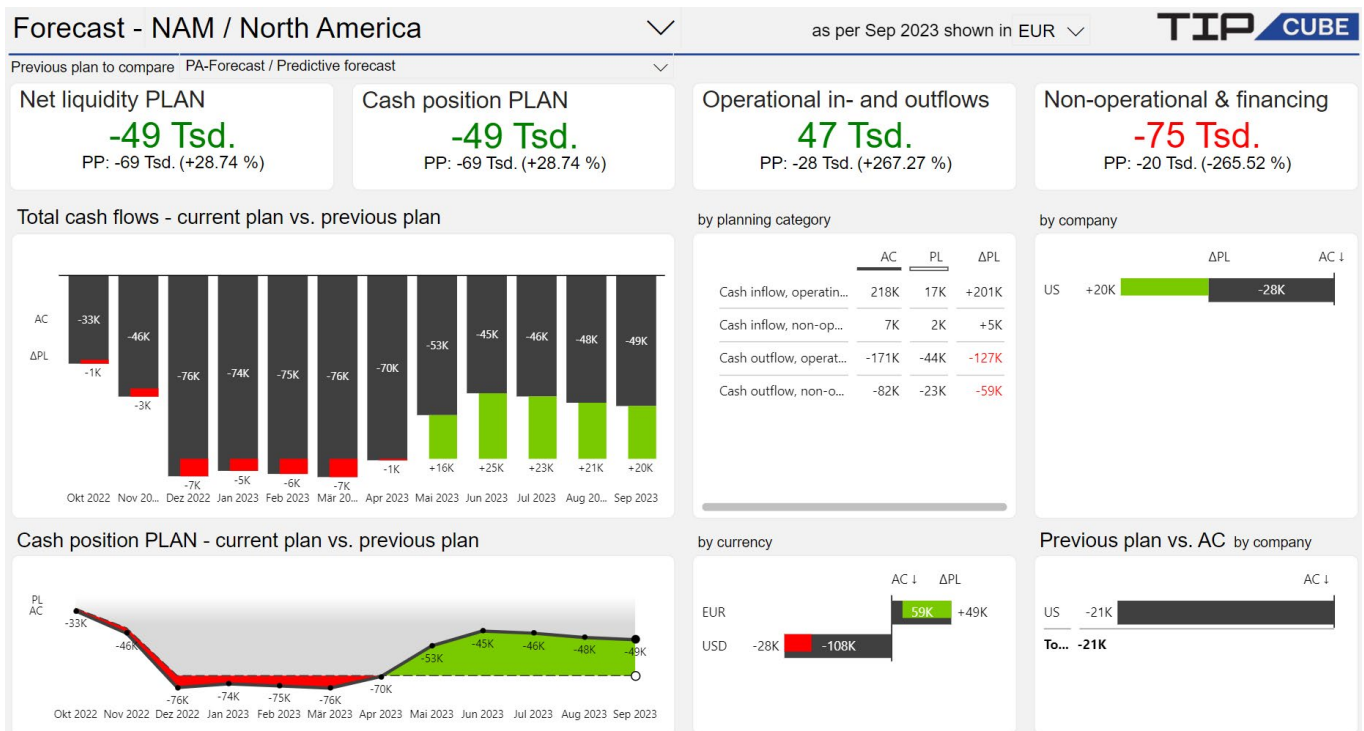 Forecast - NAM / North America
as per Sep 2023 shown in EUR
TIP CUBE
Previous plan to compare PA-Forecast / Predictive forecast
Net liquidity PLAN
-49 Tsd.
PP: -69 Tsd. (+28.74 %)
Cash position PLAN
-49 Tsd.
PP: -69 Tsd. (+28.74 %)
Operational in- and outflows
47 Tsd.
PP: -28 Tsd. (+267.27 %)
Non-operational & financing
-75 Tsd.
PP: -20 Tsd. (-265.52 %)
Total cash flows - current plan vs. previous plan
AC
ΔPL
-33K -46K -76K -74K -75K -76K -70K -53K -45K -46K -48K -49K
-1K -3K -7K -5K -6K -7K -1K +16K +25K +23K +21K +20K
Okt 2022 Nov 20... Dez 2022 Jan 2023 Feb 2023 Mär 20... Apr 2023 Mai 2023 Jun 2023 Jul 2023 Aug 20... Sep 2023
by planning category
AC PL ΔPL
Cash inflow, operatin... 218K 17K +201K
Cash inflow, non-op... 7K 2K +5K
Cash outflow, operat... -171K -44K -127K
Cash outflow, non-o... -82K -23K -59K
by company
ΔPL AC ↓
US +20K -28K
Cash position PLAN - current plan vs. previous plan
PL
AC
-33K -46K -76K -74K -75K -76K -70K -53K -45K -46K -48K -49K
Okt 2022 Nov 2022 Dez 2022 Jan 2023 Feb 2023 Mär 2023 Apr 2023 Mai 2023 Jun 2023 Jul 2023 Aug 2023 Sep 2023
by currency
AC ↓ ΔPL
EUR 59K +49K
USD -28K -108K
Previous plan vs. AC by company
AC ↓
US -21K
To... -21K